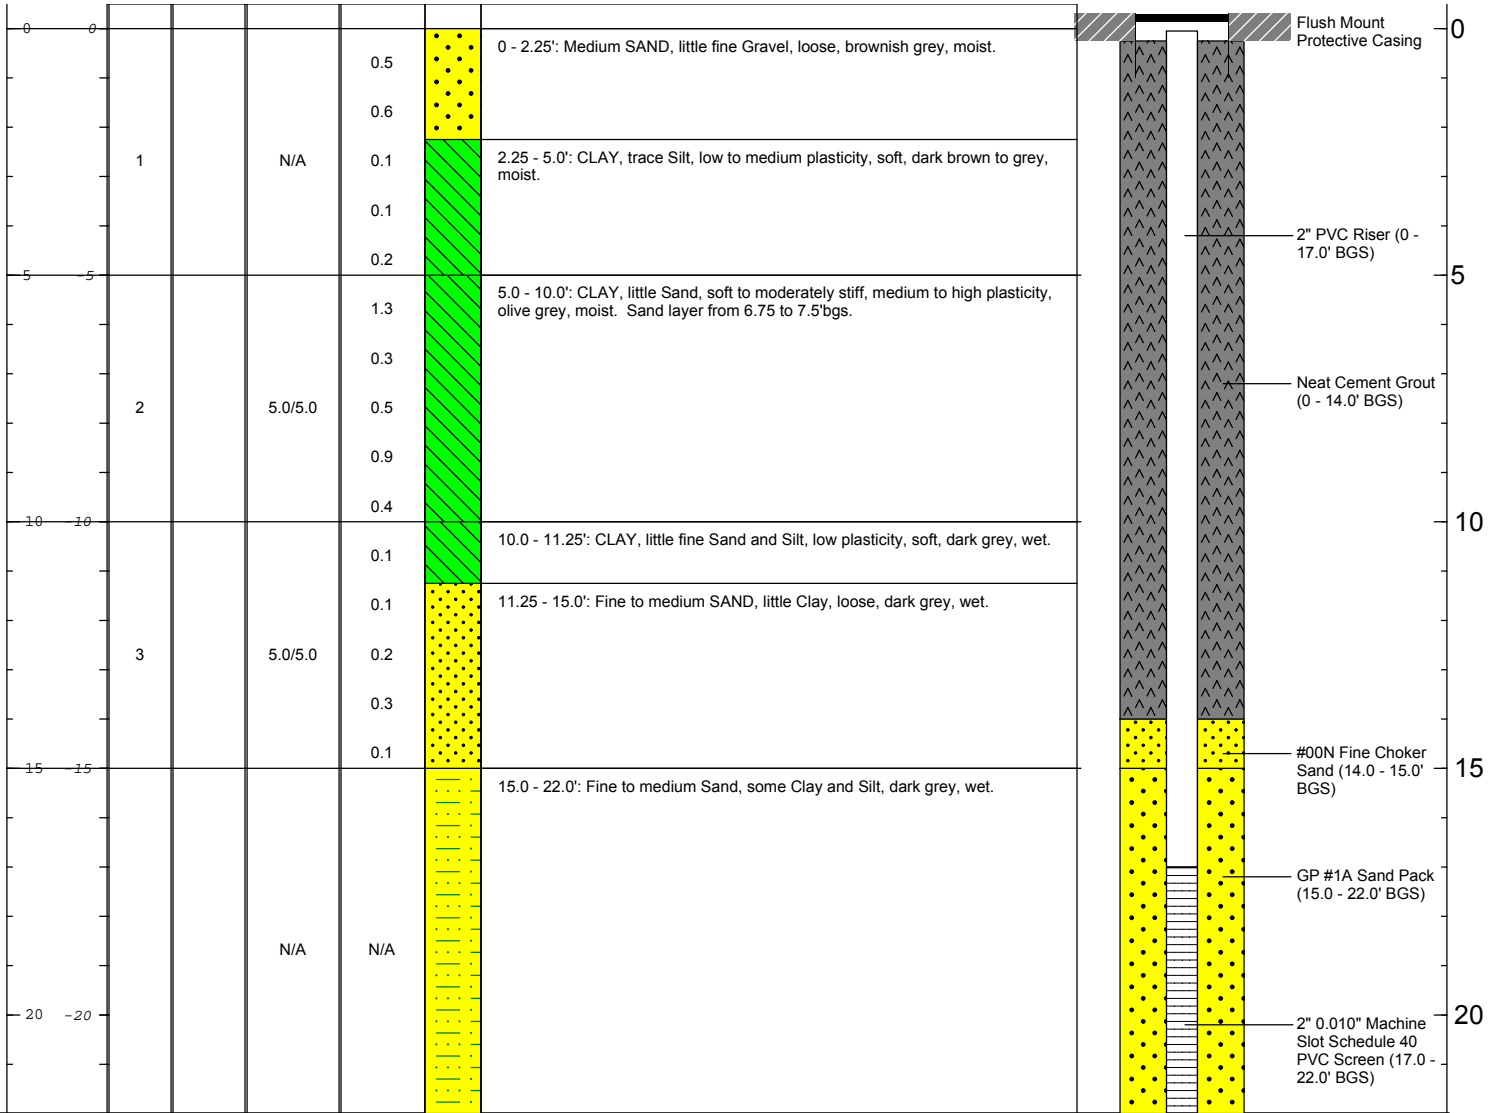 0 0
0 - 2.25': Medium SAND, little fine Gravel, loose, brownish grey, moist.
Flush Mount
Protective Casing
0
0.5
0.6
1
N/A
0.1
2.25 - 5.0': CLAY, trace Silt, low to medium plasticity, soft, dark brown to grey,
moist.
0.1
2" PVC Riser (0 -
17.0' BGS)
0.2
5 -5
5
1.3
5.0 - 10.0': CLAY, little Sand, soft to moderately stiff, medium to high plasticity,
olive grey, moist. Sand layer from 6.75 to 7.5'bgs.
0.3
2
5.0/5.0
0.5
Neat Cement Grout
(0 - 14.0' BGS)
0.9
0.4
10 -10
10
0.1
10.0 - 11.25': CLAY, little fine Sand and Silt, low plasticity, soft, dark grey, wet.
0.1
11.25 - 15.0': Fine to medium SAND, little Clay, loose, dark grey, wet.
3
5.0/5.0
0.2
0.3
0.1
#00N Fine Choker
Sand (14.0 - 15.0'
BGS)
15 -15
15
15.0 - 22.0': Fine to medium Sand, some Clay and Silt, dark grey, wet.
GP #1A Sand Pack
(15.0 - 22.0' BGS)
N/A
N/A
20 -20
20
2" 0.010" Machine
Slot Schedule 40
PVC Screen (17.0 -
22.0' BGS)